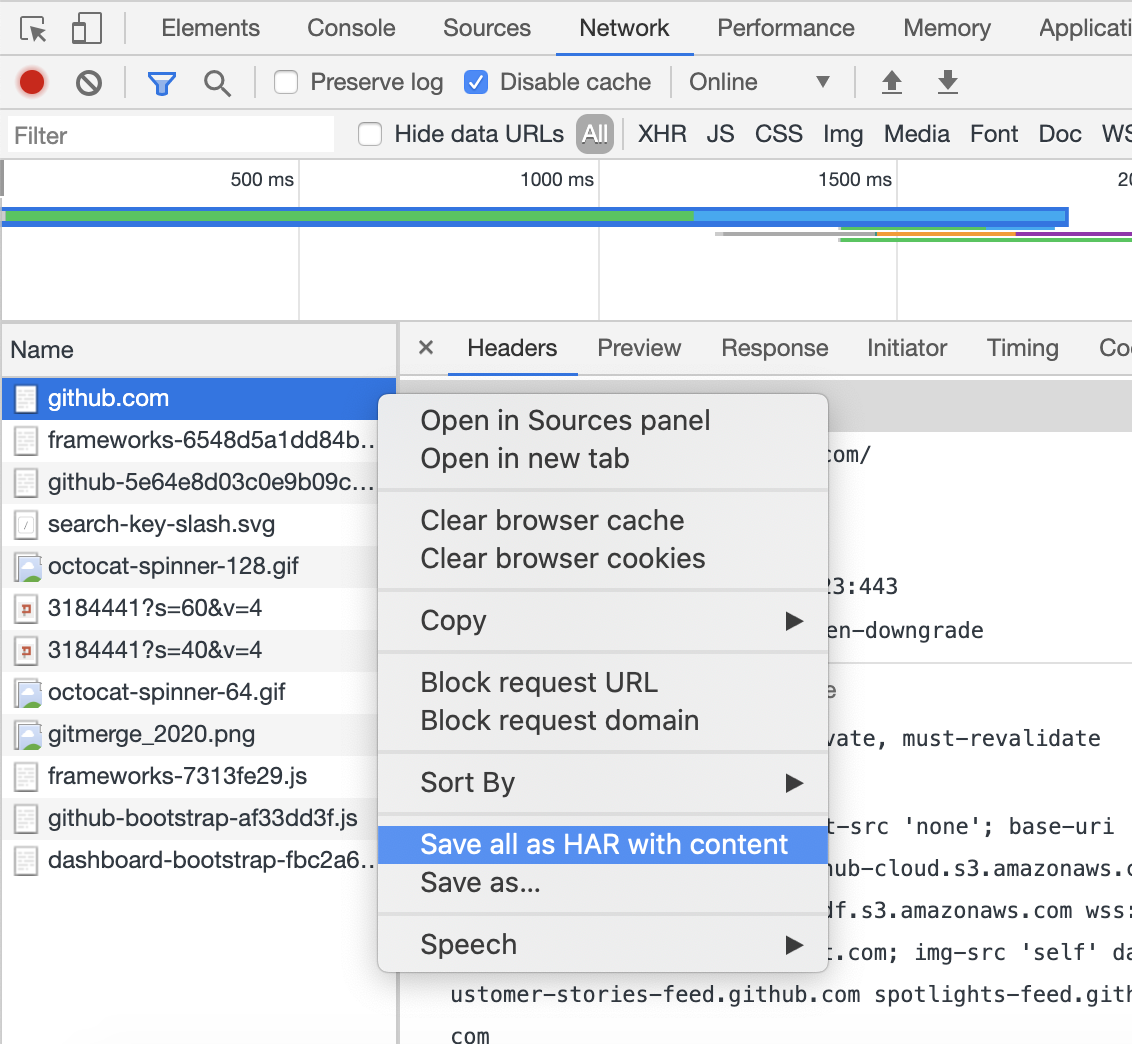 Elements Console Sources Network Performance Memory Applicati
Preserve log Disable cache Online
Filter Hide data URLs All XHR JS CSS Img Media Font Doc WS
500 ms 1000 ms 1500 ms 20
Name
× Headers Preview Response Initiator Timing Coo
github.com
frameworks-6548d5a1dd84b...
github-5e64e8d03c0e9b09c...
search-key-slash.svg
octocat-spinner-128.gif
3184441?s=60&v=4
3184441?s=40&v=4
octocat-spinner-64.gif
gitmerge_2020.png
frameworks-7313fe29.js
github-bootstrap-af33dd3f.js
dashboard-bootstrap-fbc2a6...
Open in Sources panel
Open in new tab
Clear browser cache
Clear browser cookies
Copy
Block request URL
Block request domain
Sort By
Save all as HAR with content
Save as...
Speech
com/
23:443
en-downgrade
e
vate, must-revalidate
t-src 'none'; base-uri
hub-cloud.s3.amazonaws.c
df.s3.amazonaws.com wss:
t.com; img-src 'self' da
ustomer-stories-feed.github.com spotlights-feed.gith
com